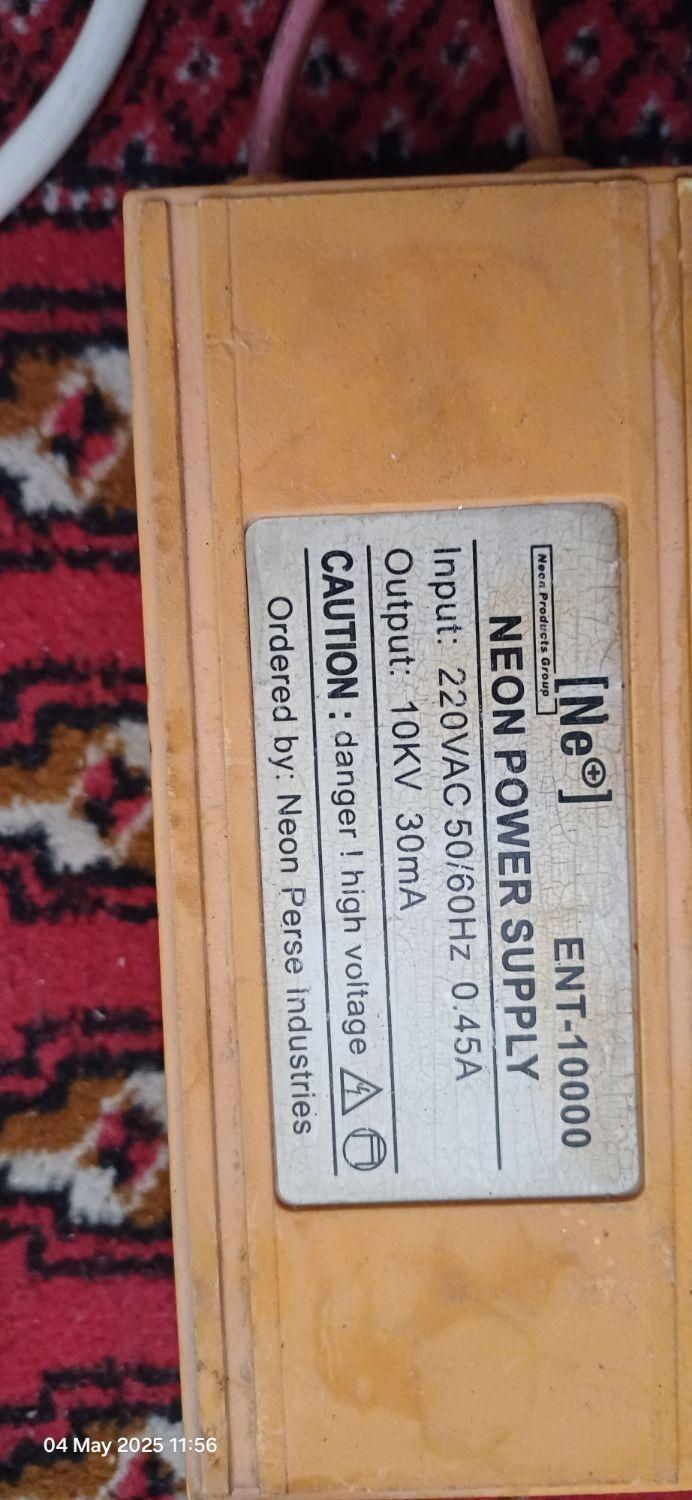 [Ne⊕] ENT-10000
Neon Products Group
NEON POWER SUPPLY
Input: 220VAC 50/60Hz 0.45A
Output: 10KV 30mA
CAUTION : danger ! high voltage
Ordered by: Neon Perse Industries
04 May 2025 11:56